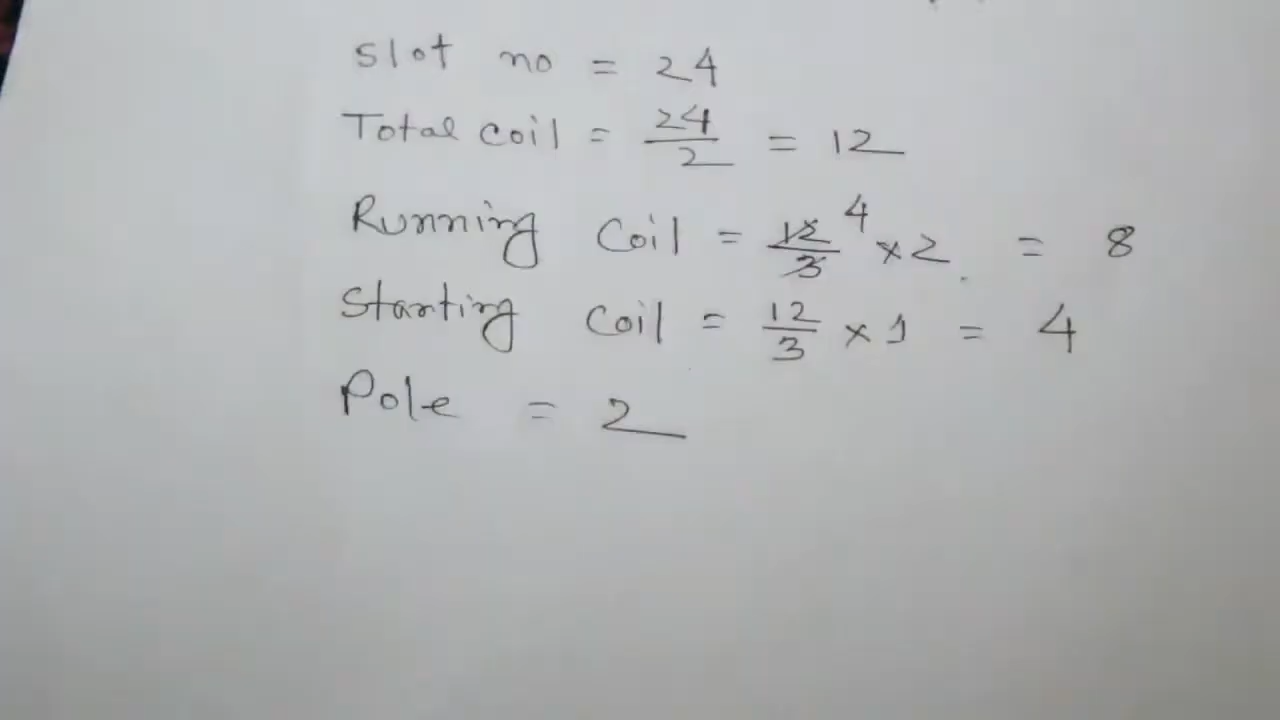 Slot no = 24
Total coil = 24/2 = 12
Running Coil = 12/3 4 × 2 = 8
Starting Coil = 12/3 × 1 = 4
Pole = 2